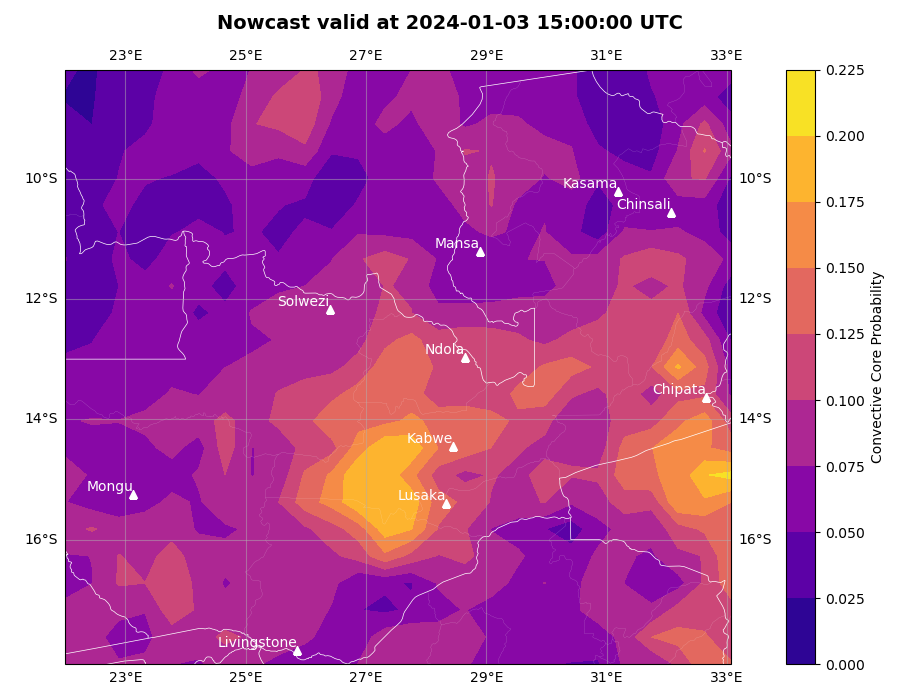 Nowcast valid at 2024-01-03 15:00:00 UTC
23°E 25°E 27°E 29°E 31°E 33°E
0.225
0.200
10°S 10°S
Kasama
Chinsali
0.175
Mansa
0.150
12°S 12°S
Solwezi
0.125
Ndola
Convective Core Probability
Chipata
0.100
14°S 14°S
Kabwe
0.075
Mongu
Lusaka
0.050
16°S 16°S
0.025
Livingstone
0.000
23°E 25°E 27°E 29°E 31°E 33°E